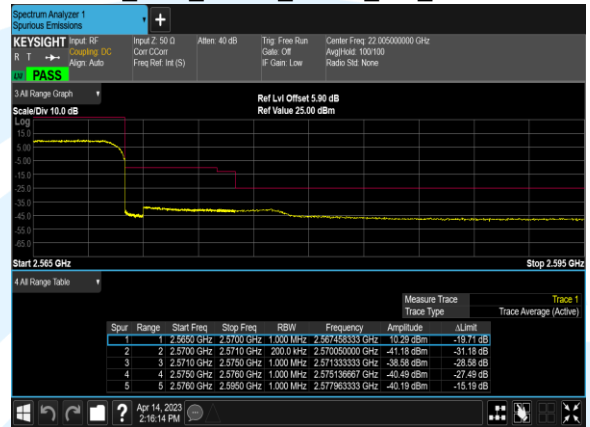 Spectrum Analyzer 1
Spurious Emissions
+
KEYSIGHT Input: RF Input Z: 50 Ω Atten: 40 dB Trig: Free Run Center Freq: 22.005000000 GHz
R T Coupling: DC Corr CCorr Gate: Off Avg|Hold: 100/100
Align: Auto Freq Ref: Int (S) IF Gain: Low Radio Std: None
PASS
3 All Range Graph
Ref Lvl Offset 5.90 dB
Scale/Div 10.0 dB Ref Value 25.00 dBm
Log
15.0
5.00
-5.00
-15.0
-25.0
-35.0
-45.0
-55.0
-65.0
Start 2.565 GHz Stop 2.595 GHz
4 All Range Table
Measure Trace Trace 1
Trace Type Trace Average (Active)
Spur Range Start Freq Stop Freq RBW Frequency Amplitude ΔLimit
1 1 2.5650 GHz 2.5700 GHz 1.000 MHz 2.567458333 GHz 10.29 dBm -19.71 dB
2 2 2.5700 GHz 2.5710 GHz 200.0 kHz 2.570050000 GHz -41.18 dBm -31.18 dB
3 3 2.5710 GHz 2.5750 GHz 1.000 MHz 2.571333333 GHz -38.58 dBm -28.58 dB
4 4 2.5750 GHz 2.5760 GHz 1.000 MHz 2.575136667 GHz -40.49 dBm -27.49 dB
5 5 2.5760 GHz 2.5950 GHz 1.000 MHz 2.577963333 GHz -40.19 dBm -15.19 dB
? Apr 14, 2023
2:16:14 PM